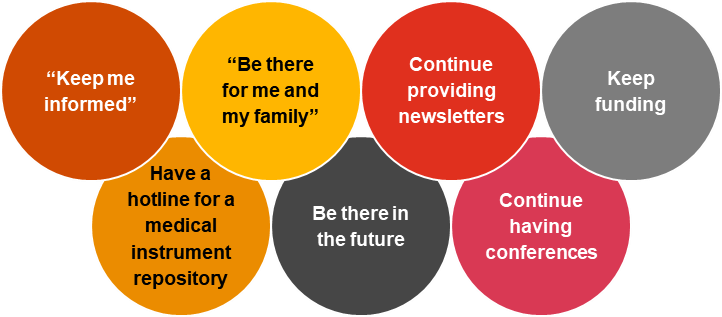 “Keep me
informed”
“Be there
for me and
my family”
Continue
providing
newsletters
Keep
funding
Have a
hotline for a
medical
instrument
repository
Be there in
the future
Continue
having
conferences